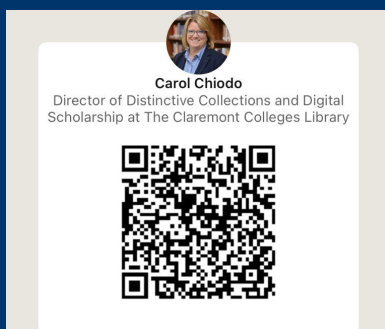 Carol Chiodo
Director of Distinctive Collections and Digital
Scholarship at The Claremont Colleges Library